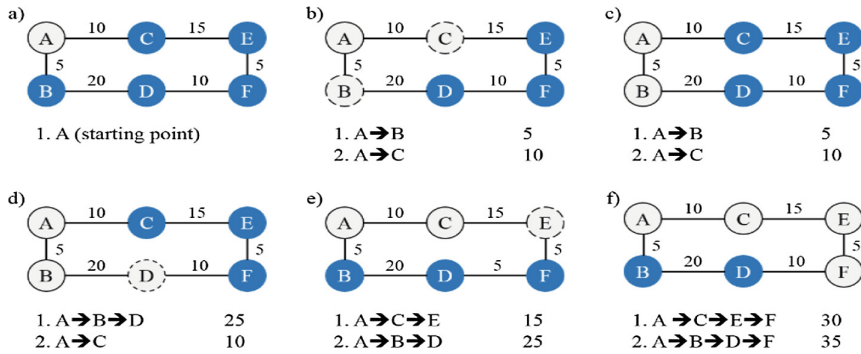 a)
A 10 C 15 E
5 5
B 20 D 10 F
1. A (starting point)
b)
A 10 C 15 E
5 5
B 20 D 10 F
1. A➔B 5
2. A➔C 10
c)
A 10 C 15 E
5 5
B 20 D 10 F
1. A➔B 5
2. A➔C 10
d)
A 10 C 15 E
5 5
B 20 D 10 F
1. A➔B➔D 25
2. A➔C 10
e)
A 10 C 15 E
5 5
B 20 D 5 F
1. A➔C➔E 15
2. A➔B➔D 25
f)
A 10 C 15 E
5 5
B 20 D 10 F
1. A ➔C➔E➔F 30
2. A➔B➔D➔F 35